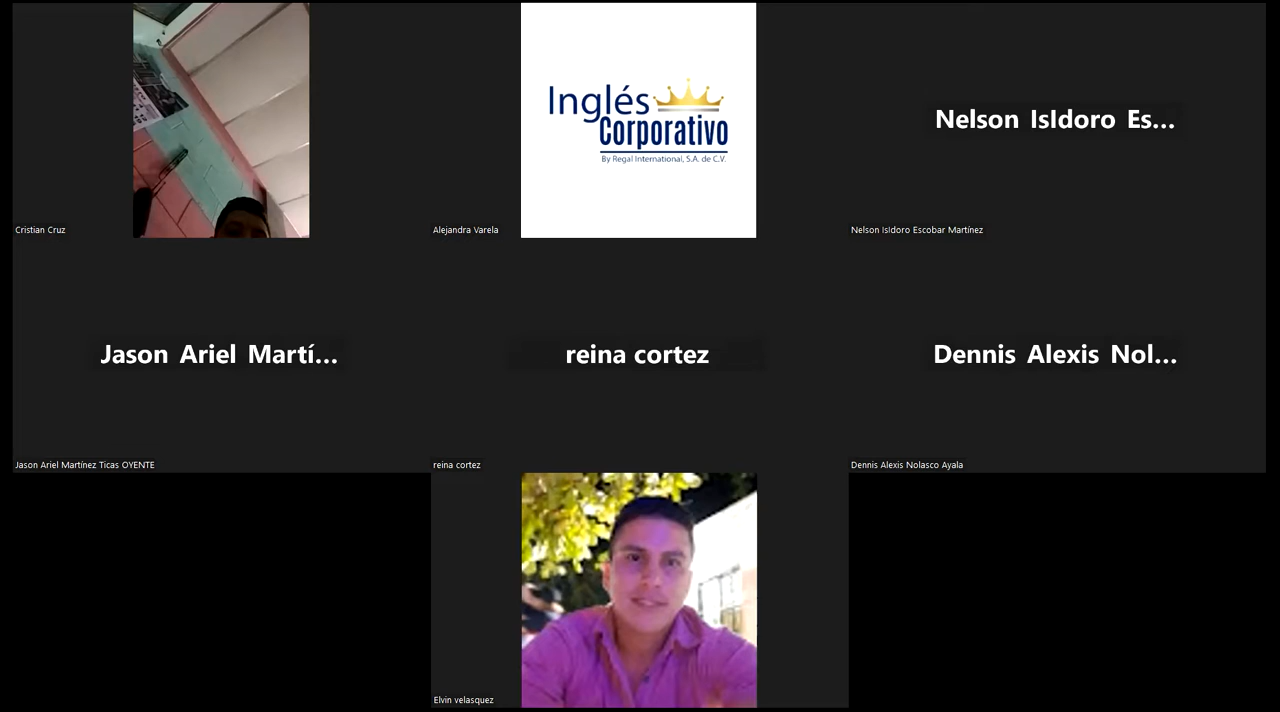 Inglés
Corporativo
By Regal International, S.A. de C.V.
Nelson IsIdoro Es...
Cristian Cruz
Alejandra Varela
Nelson IsIdoro Escobar Martínez
Jason Ariel Martí...
reina cortez
Dennis Alexis Nol...
Jason Ariel Martínez Ticas OYENTE
reina cortez
Dennis Alexis Nolasco Ayala
Elvin velasquez